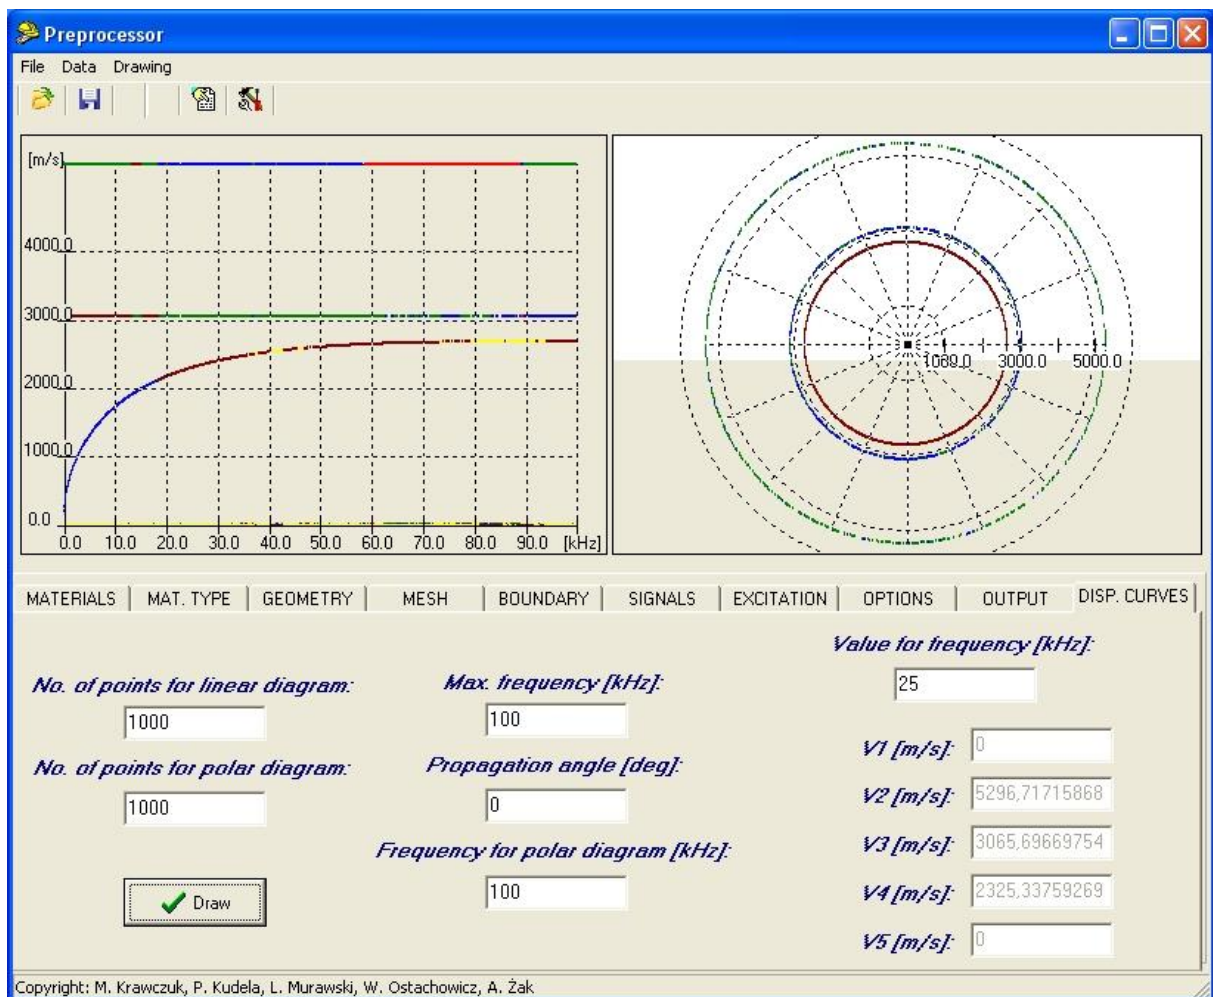 Preprocessor
File Data Drawing
[m/s]
4000.0
3000.0
2000.0
1000.0
0.0
0.0 10.0 20.0 30.0 40.0 50.0 60.0 70.0 80.0 90.0 [kHz]
3000.0 5000.0
MATERIALS MAT. TYPE GEOMETRY MESH BOUNDARY SIGNALS EXCITATION OPTIONS OUTPUT DISP. CURVES
Value for frequency [kHz]:
25
No. of points for linear diagram:
1000
Max. frequency [kHz]:
100
No. of points for polar diagram:
1000
Propagation angle [deg]:
0
Frequency for polar diagram [kHz]:
100
Draw
V1 [m/s]: 0
V2 [m/s]: 5296,71715868
V3 [m/s]: 3065,69669754
V4 [m/s]: 2325,33759269
V5 [m/s]: 0
Copyright: M. Krawczuk, P. Kudela, L. Murawski, W. Ostachowicz, A. Żak